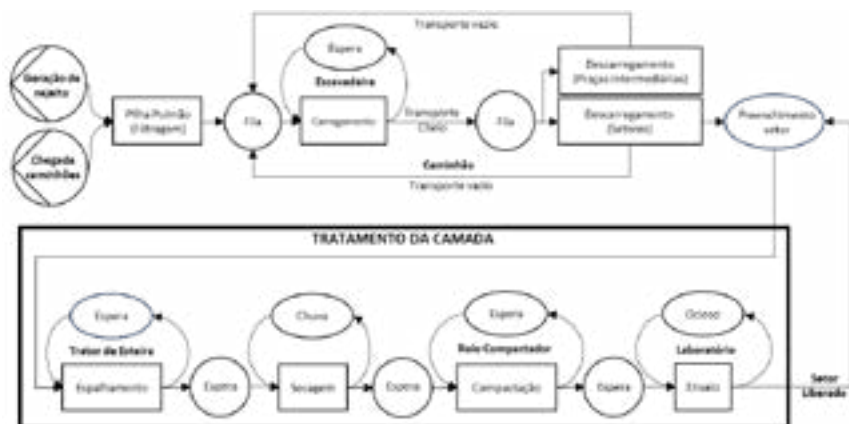 Transporte vazio
Geração de
rejeito
Espera
Escavadeira
Descarregamento
(Praças Intermediárias)
Pilha Pulmão
(Filtragem)
Fila
Carregamento
Transporte
Cheio
Fila
Descarregamento
(Setores)
Preenchimento
setor
Chegada
caminhões
Caminhão
Transporte vazio
TRATAMENTO DA CAMADA
Espera
Chuva
Espera
Ocioso
Trator de Esteira
Rolo Compactador
Laboratório
Espalhamento
Espera
Secagem
Espera
Compactação
Espera
Ensaio
Setor
Liberado